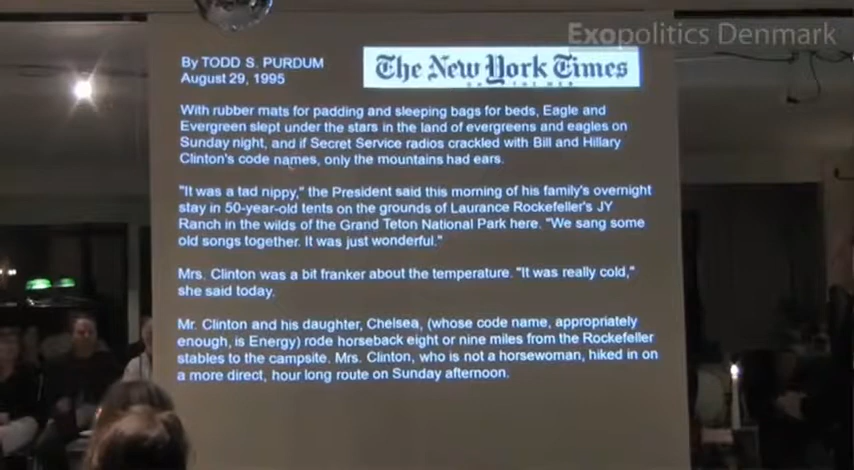 Exopolitics Denmark
By TODD S. PURDUM
August 29, 1995
The New York Times
With rubber mats for padding and sleeping bags for beds, Eagle and
Evergreen slept under the stars in the land of evergreens and eagles on
Sunday night, and if Secret Service radios crackled with Bill and Hillary
Clinton's code names, only the mountains had ears.
"It was a tad nippy," the President said this morning of his family's overnight
stay in 50-year-old tents on the grounds of Laurance Rockefeller's JY
Ranch in the wilds of the Grand Teton National Park here. "We sang some
old songs together. It was just wonderful."
Mrs. Clinton was a bit franker about the temperature. "It was really cold,"
she said today.
Mr. Clinton and his daughter, Chelsea, (whose code name, appropriately
enough, is Energy) rode horseback eight or nine miles from the Rockefeller
stables to the campsite. Mrs. Clinton, who is not a horsewoman, hiked in on
a more direct, hour long route on Sunday afternoon.